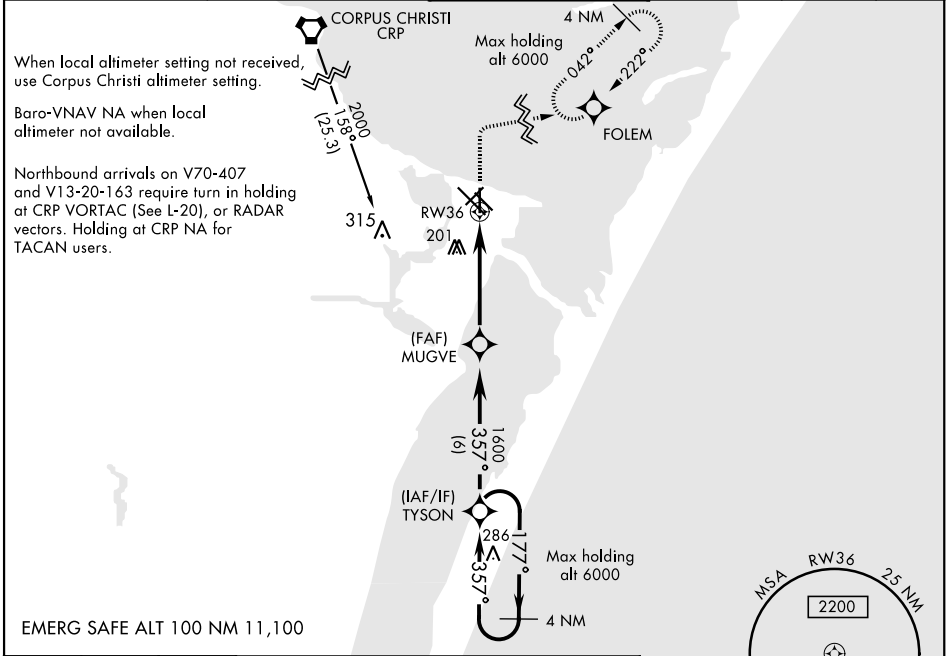 CORPUS CHRISTI
CRP
4 NM
Max holding
alt 6000
042°
222°
FOLEM
When local altimeter setting not received,
use Corpus Christi altimeter setting.
Baro-VNAV NA when local
altimeter not available.
Northbound arrivals on V70-407
and V13-20-163 require turn in holding
at CRP VORTAC (See L-20), or RADAR
vectors. Holding at CRP NA for
TACAN users.
2000
158°
(25.3)
315
RW36
201
(FAF)
MUGVE
1600
357°
(6)
(IAF/IF)
TYSON
286
177°
357°
Max holding
alt 6000
4 NM
EMERG SAFE ALT 100 NM 11,100
MSA RW36 25 NM
2200